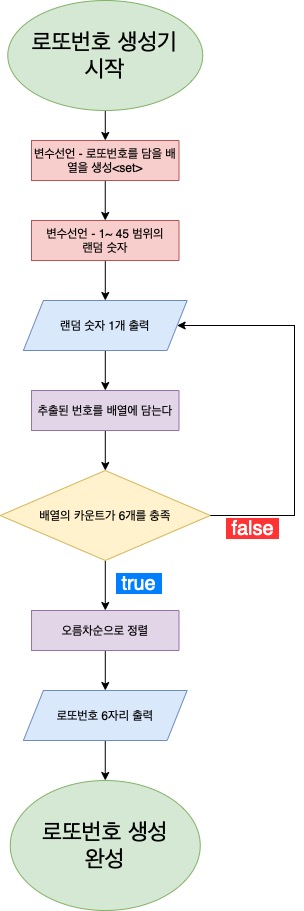 로또번호 생성기
시작
변수선언 - 로또번호를 담을 배
열을 생성<set>
변수선언 - 1~ 45 범위의
랜덤 숫자
랜덤 숫자 1개 출력
추출된 번호를 배열에 담는다
배열의 카운트가 6개를 충족
false
true
오름차순으로 정렬
로또번호 6자리 출력
로또번호 생성
완성